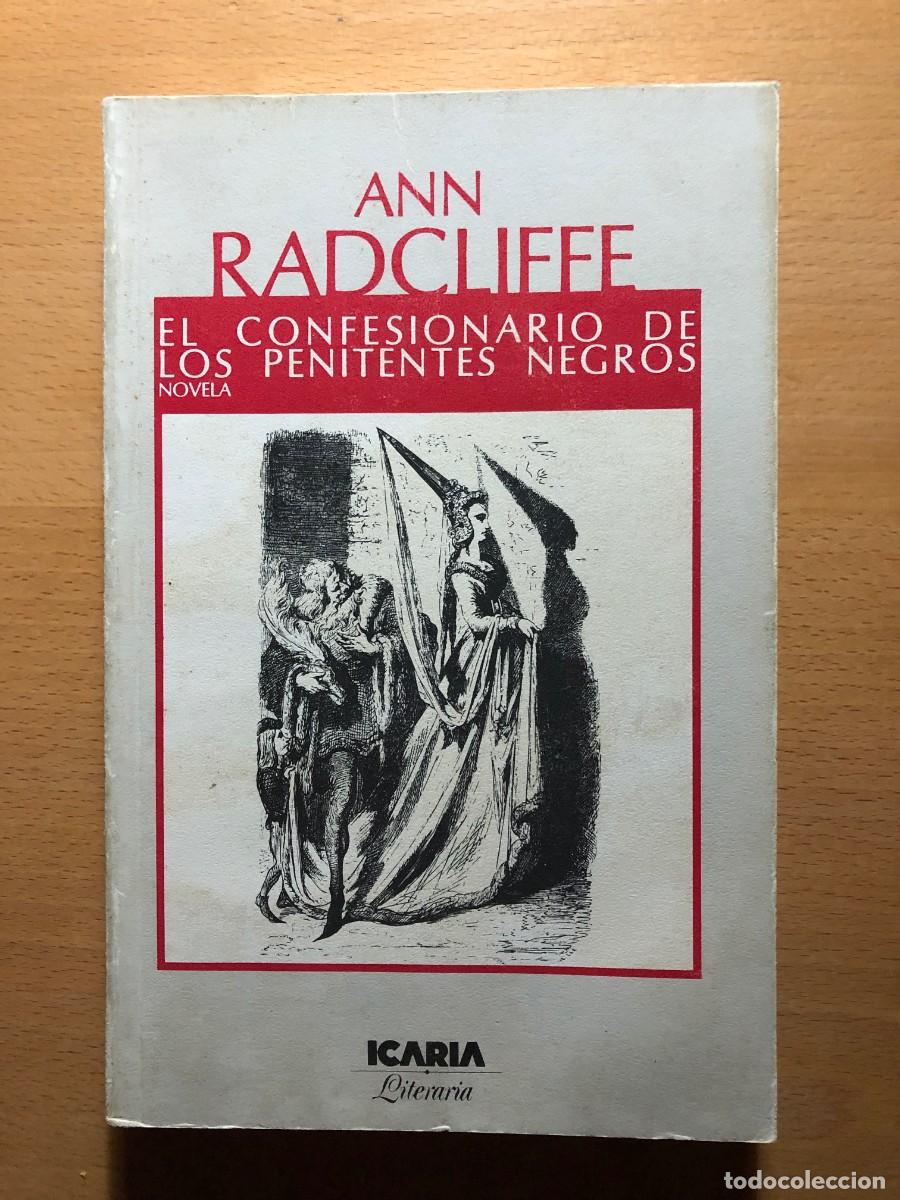 ANN
RADCLIFFE
EL CONFESIONARIO DE
LOS PENITENTES NEGROS
NOVELA
ICARIA
Literaria
todocoleccion